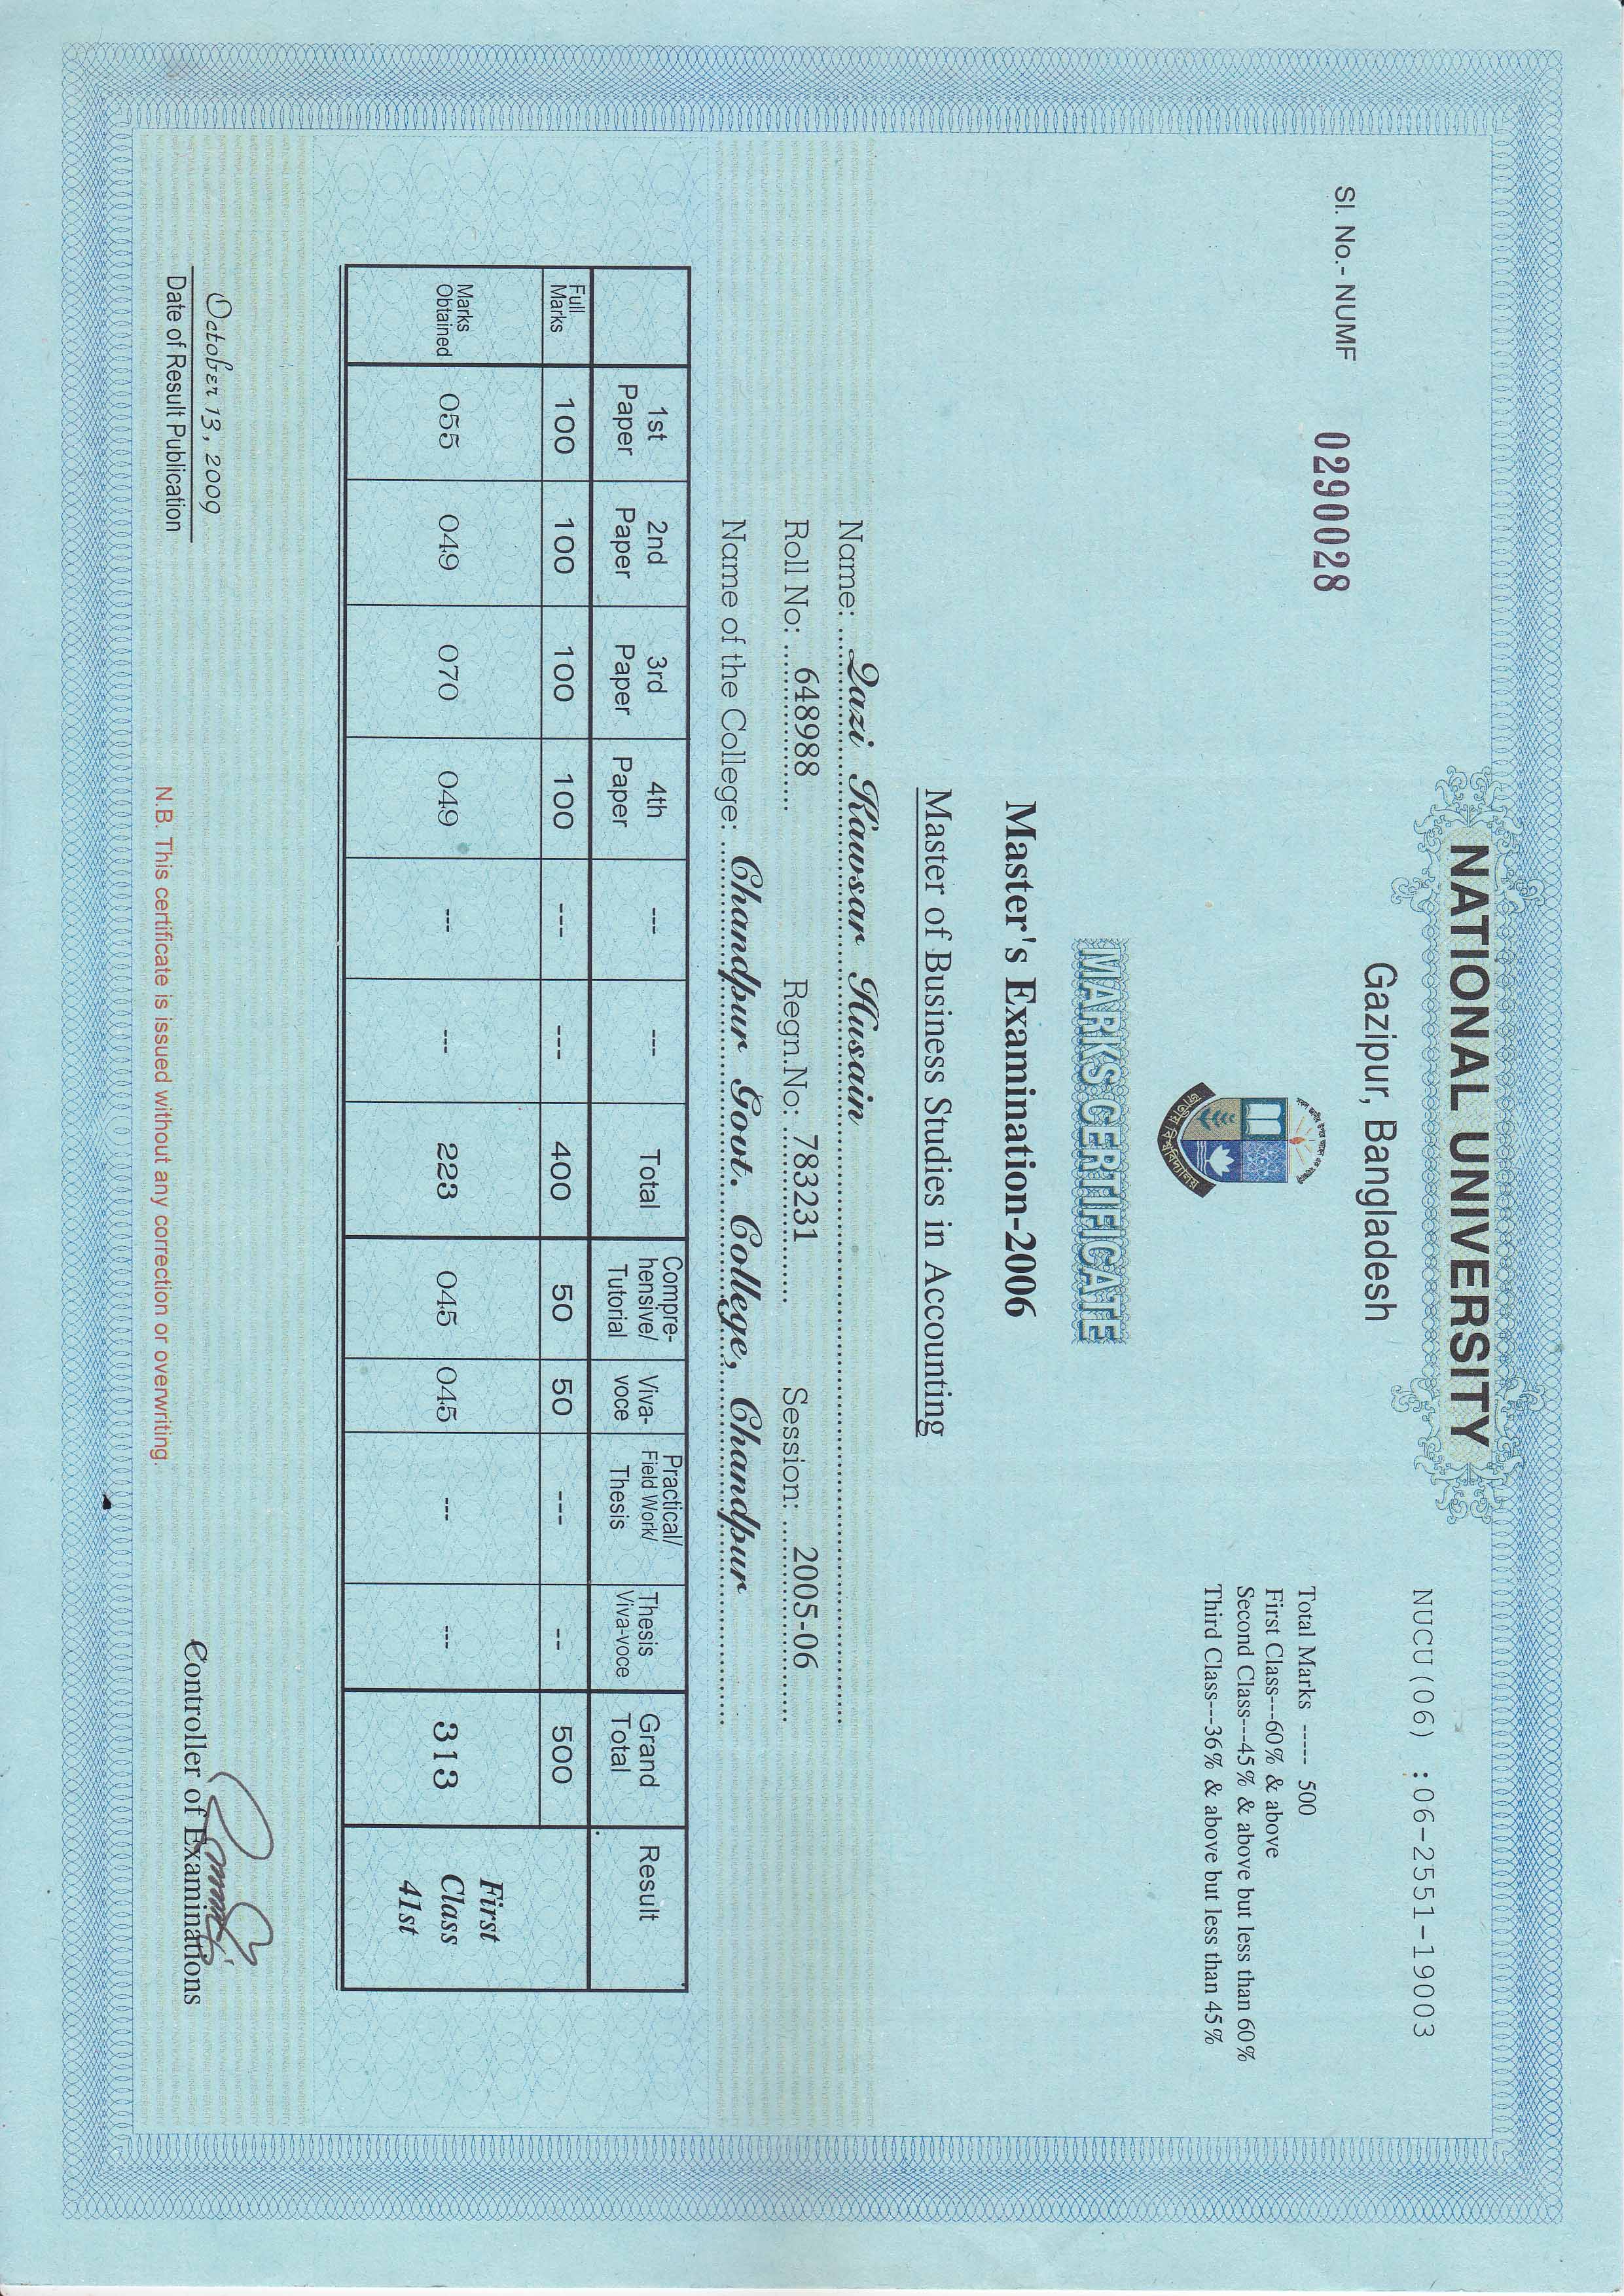 NUCU(06) :06-2551-19003
Sl. No.- NUMF 0290028
NATIONAL UNIVERSITY
Gazipur, Bangladesh
Total Marks ----- 500
First Class---60% & above
Second Class---45% & above but less than 60%
Third Class---36% & above but less than 45%
জাতীয় বিশ্ববিদ্যালয়
MARKS CERTIFICATE
Master's Examination-2006
Master of Business Studies in Accounting
Name: Qazi Kawsar Husain
Roll No: 648988 Regn.No: 783231 Session: 2005-06
Name of the College: Chandpur Govt. College, Chandpur
1st Paper 2nd Paper 3rd Paper 4th Paper --- --- Total Compre-hensive/ Tutorial Viva-voce Practical/ Field Work/ Thesis Thesis Viva-voce Grand Total Result
Full Marks 100 100 100 100 --- --- 400 50 50 --- -- 500
Marks Obtained 055 049 070 049 --- --- 223 045 045 --- --- 313 First Class 41st
October 13, 2009
Date of Result Publication
Controller of Examinations
N.B. This certificate is issued without any correction or overwriting.